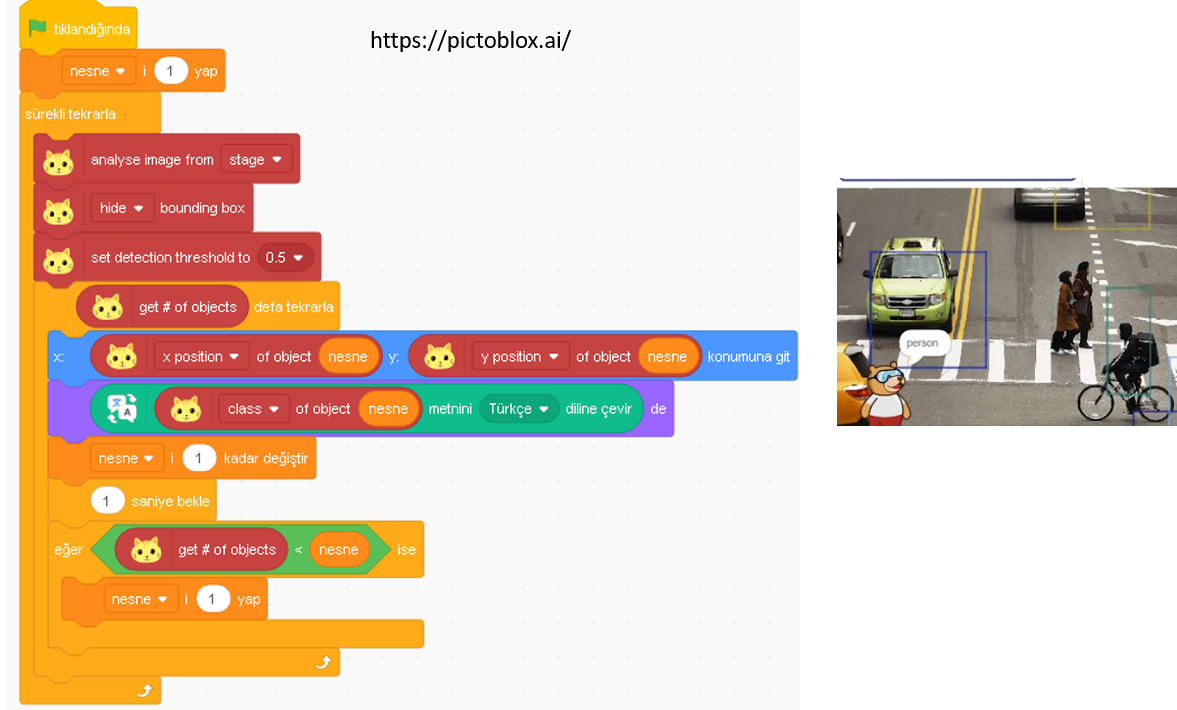 tıklandığında
https://pictoblox.ai/
nesne i 1 yap
sürekli tekrarla
analyse image from stage
hide bounding box
set detection threshold to 0.5
get # of objects defa tekrarla
x: x position of object nesne y: y position of object nesne konumuna git
class of object nesne metnini Türkçe diline çevir de
person
nesne i 1 kadar değiştir
1 saniye bekle
eğer get # of objects < nesne ise
nesne i 1 yap